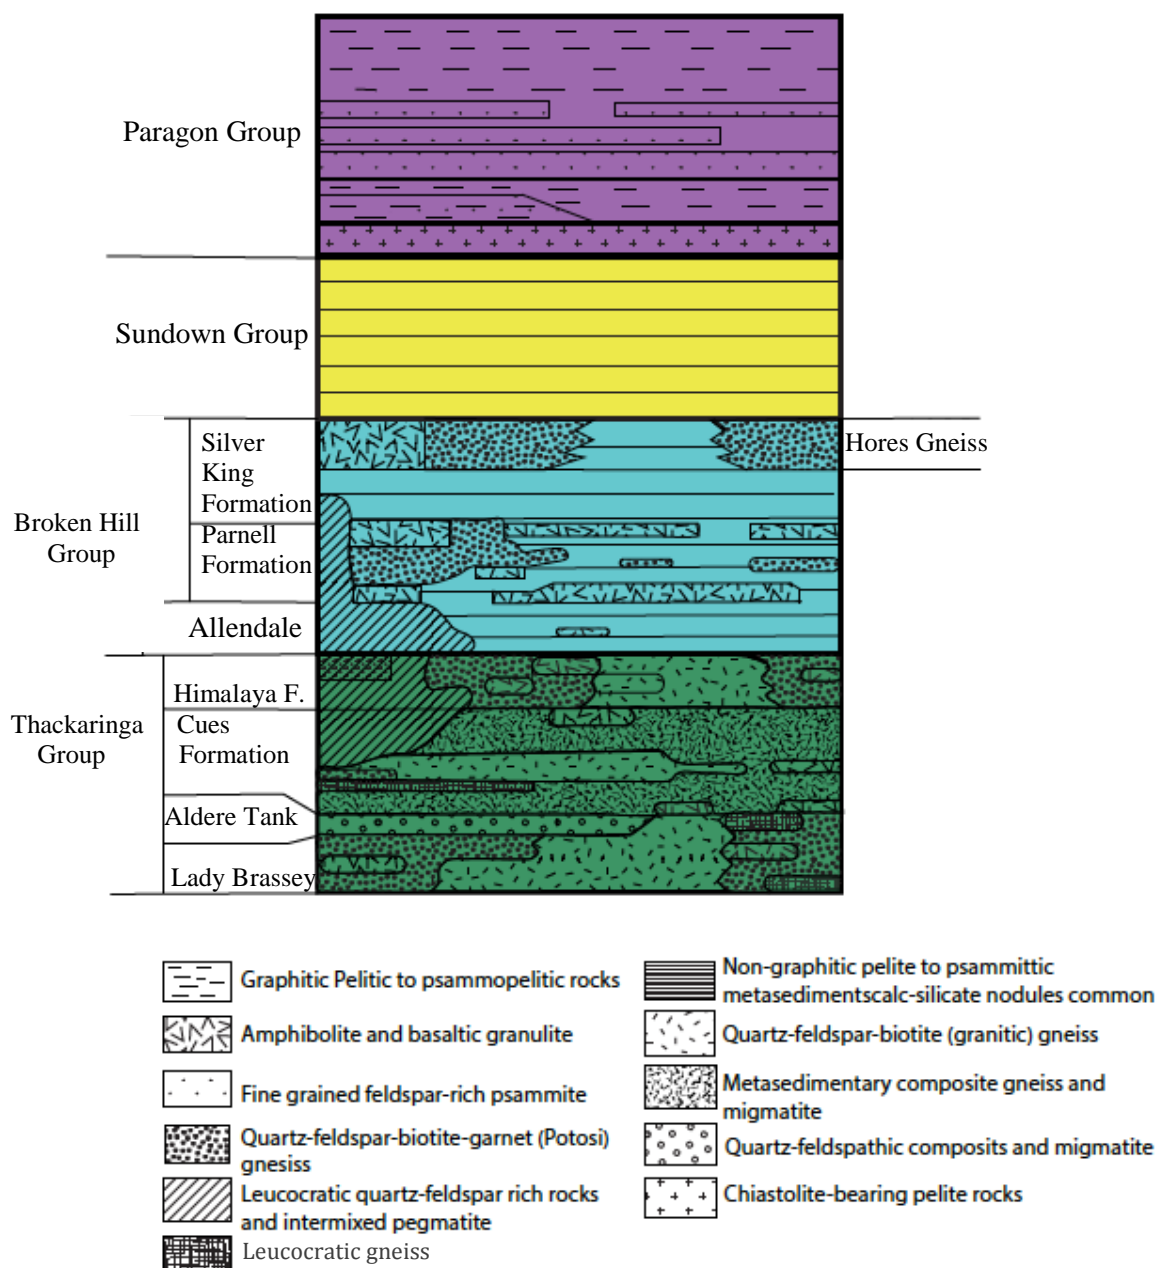 Paragon Group
Sundown Group
Silver
King
Formation
Hores Gneiss
Broken Hill
Group
Parnell
Formation
Allendale
Himalaya F.
Thackaringa
Group
Cues
Formation
Aldere Tank
Lady Brassey
Graphitic Pelitic to psammopelitic rocks
Amphibolite and basaltic granulite
Fine grained feldspar-rich psammite
Quartz-feldspar-biotite-garnet (Potosi)
gnesiss
Leucocratic quartz-feldspar rich rocks
and intermixed pegmatite
Leucocratic gneiss
Non-graphitic pelite to psammittic
metasedimentscalc-silicate nodules common
Quartz-feldspar-biotite (granitic) gneiss
Metasedimentary composite gneiss and
migmatite
Quartz-feldspathic composits and migmatite
Chiastolite-bearing pelite rocks